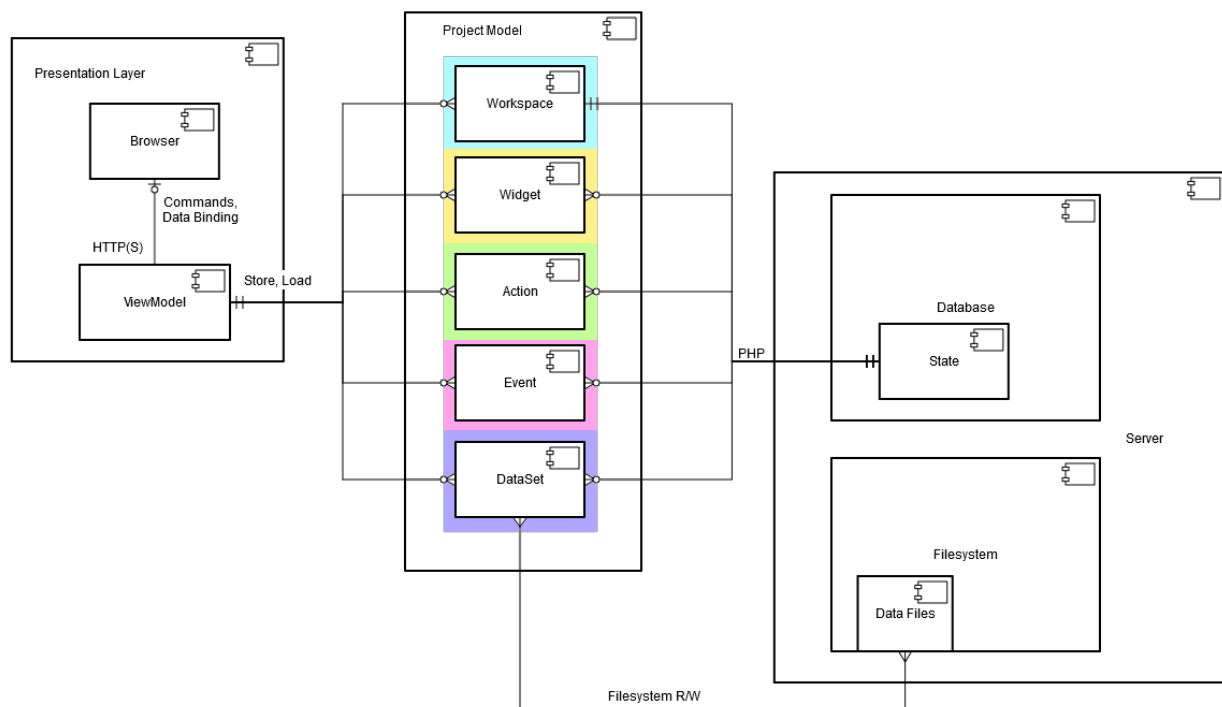 Presentation Layer
Browser
Commands,
Data Binding
HTTP(S)
ViewModel
Store, Load
Project Model
Workspace
Widget
Action
Event
DataSet
PHP
Database
State
Server
Filesystem
Data Files
Filesystem R/W